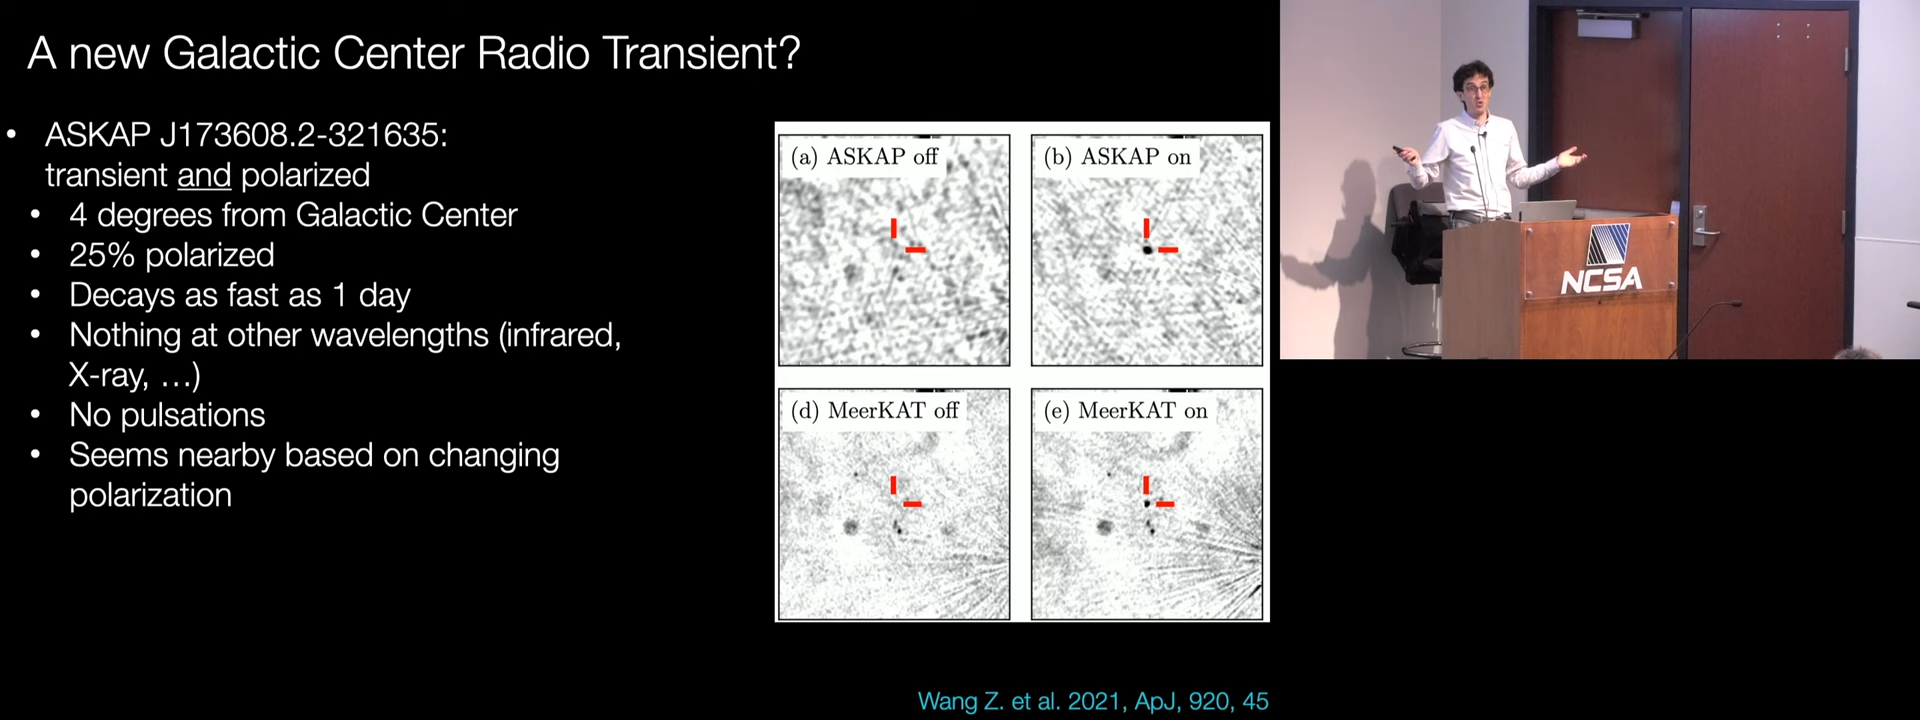 A new Galactic Center Radio Transient?
• ASKAP J173608.2-321635:
transient and polarized
• 4 degrees from Galactic Center
• 25% polarized
• Decays as fast as 1 day
• Nothing at other wavelengths (infrared,
X-ray, …)
• No pulsations
• Seems nearby based on changing
polarization
(a) ASKAP off
(b) ASKAP on
(d) MeerKAT off
(e) MeerKAT on
Wang Z. et al. 2021, ApJ, 920, 45
NCSA